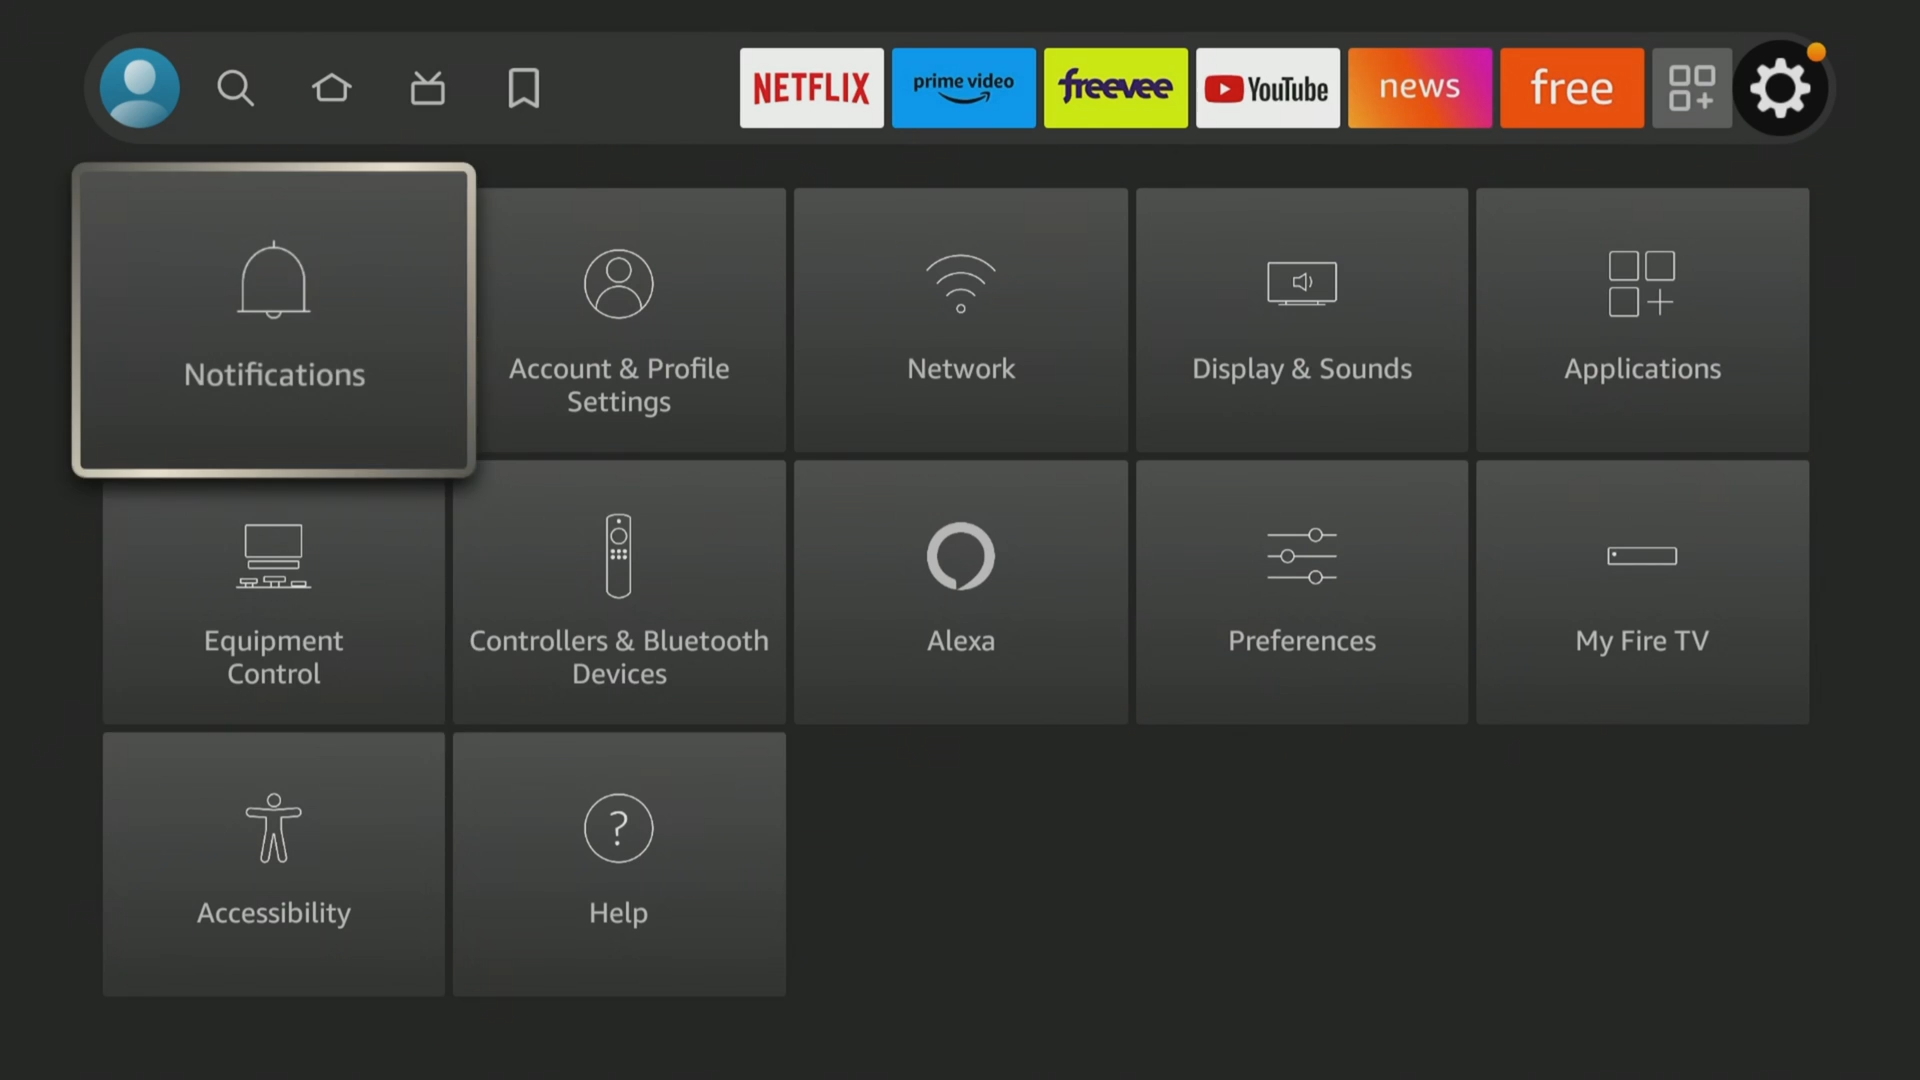 NETFLIX
prime video
freevee
YouTube
news
free
Notifications
Account & Profile
Settings
Network
Display & Sounds
Applications
Equipment
Control
Controllers & Bluetooth
Devices
Alexa
Preferences
My Fire TV
Accessibility
?
Help